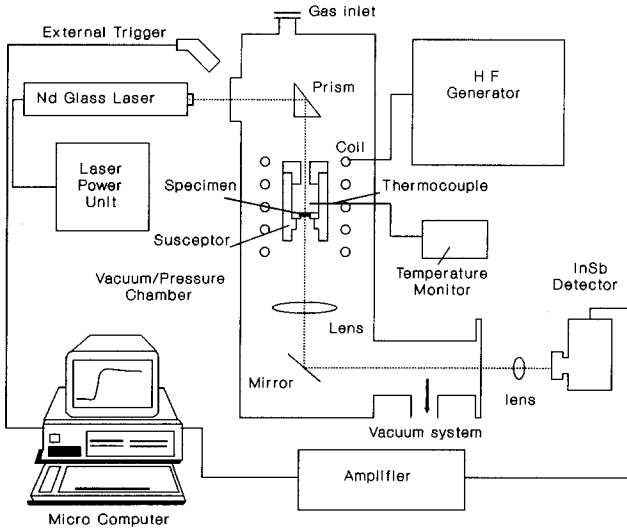 Gas inlet
External Trigger
Nd Glass Laser
Prism
H F
Generator
Coil
Laser
Power
Unit
Specimen
Thermocouple
Susceptor
Vacuum/Pressure
Chamber
Temperature
Monitor
InSb
Detector
Lens
Mirror
lens
Vacuum system
Amplifier
Micro Computer